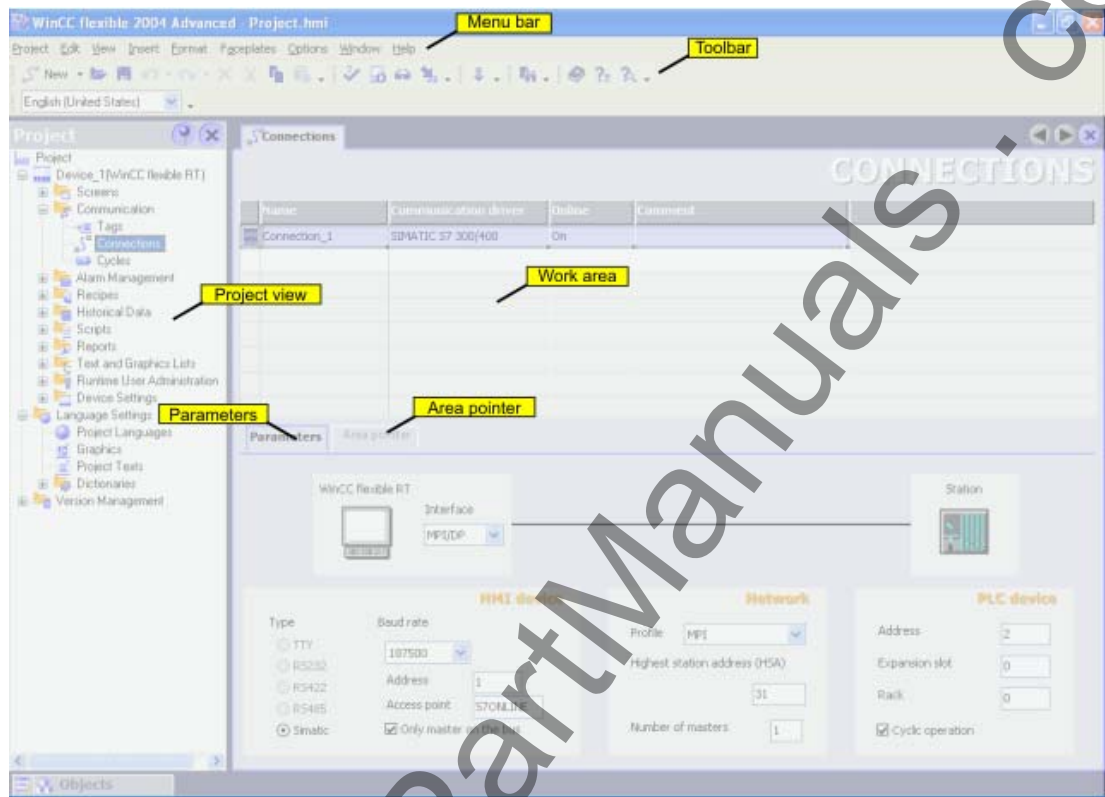 WinCC flexible 2004 Advanced - Project.hmi
Menu bar
Project Edit View Insert Format Faceplates Options Window Help
Toolbar
New
English (United States)
Project
Connections
CONNECTIONS
Project
Device_1(WinCC flexible RT)
Screens
Communication
Tags
Connections
Cycles
Alarm Management
Recipes
Historical Data
Scripts
Reports
Text and Graphics Lists
Runtime User Administration
Device Settings
Language Settings
Project Languages
Graphics
Project Texts
Dictionaries
Version Management
Project view
Name Communication driver Online Comment
Connection_1 SIMATIC S7 300/400 On
Work area
Parameters
Area pointer
Parameters Area pointer
WinCC flexible RT
Interface
MPI/DP
Station
HMI device
Type
TTY
RS232
RS422
RS485
Simatic
Baud rate
187500
Address 1
Access point S7ONLINE
Only master on the bus
Network
Profile MPI
Highest station address (HSA)
31
Number of masters 1
PLC device
Address 2
Expansion slot 0
Rack 0
Cyclic operation
Objects